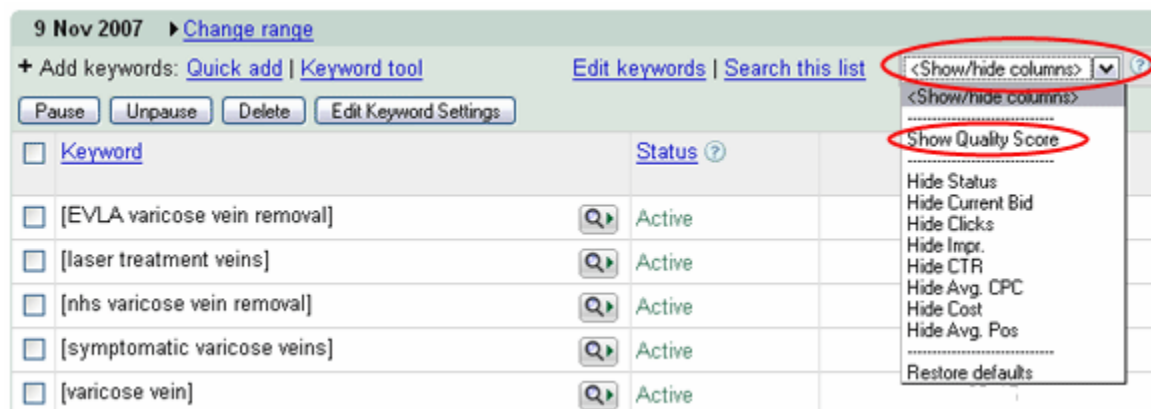 9 Nov 2007 Change range
+ Add keywords: Quick add | Keyword tool Edit keywords | Search this list <Show/hide columns> ?
Pause Unpause Delete Edit Keyword Settings
<Show/hide columns>
Show Quality Score
Keyword Status ?
Hide Status
Hide Current Bid
Hide Clicks
Hide Impr.
Hide CTR
Hide Avg. CPC
Hide Cost
Hide Avg. Pos
Restore defaults
[EVLA varicose vein removal] Active
[laser treatment veins] Active
[nhs varicose vein removal] Active
[symptomatic varicose veins] Active
[varicose vein] Active